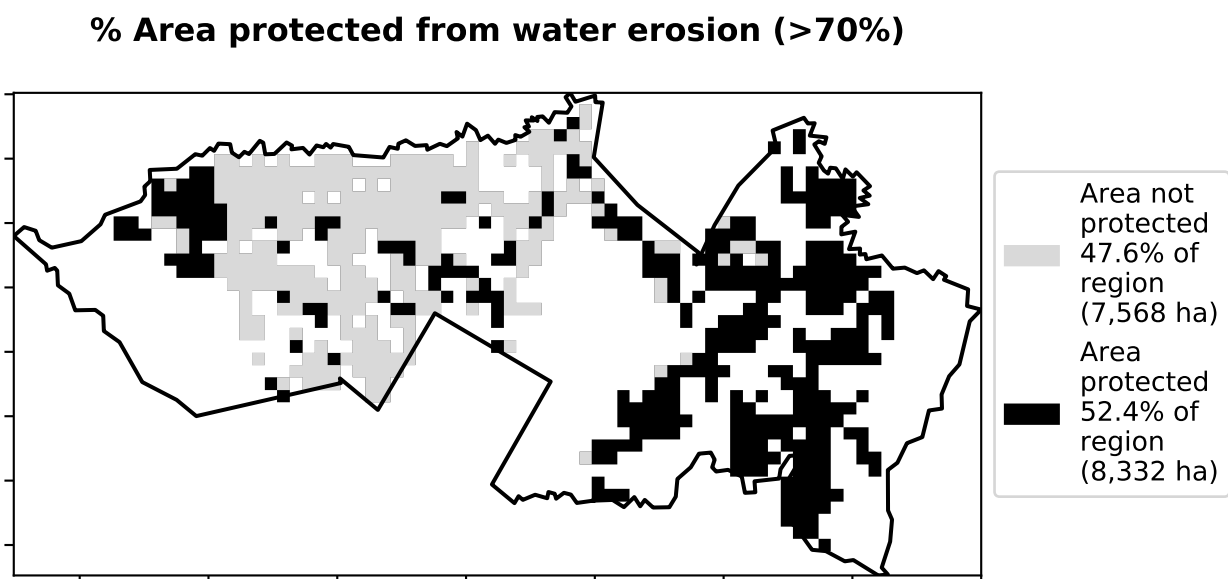 % Area protected from water erosion (>70%)
Area not
protected
47.6% of
region
(7,568 ha)
Area
protected
52.4% of
region
(8,332 ha)